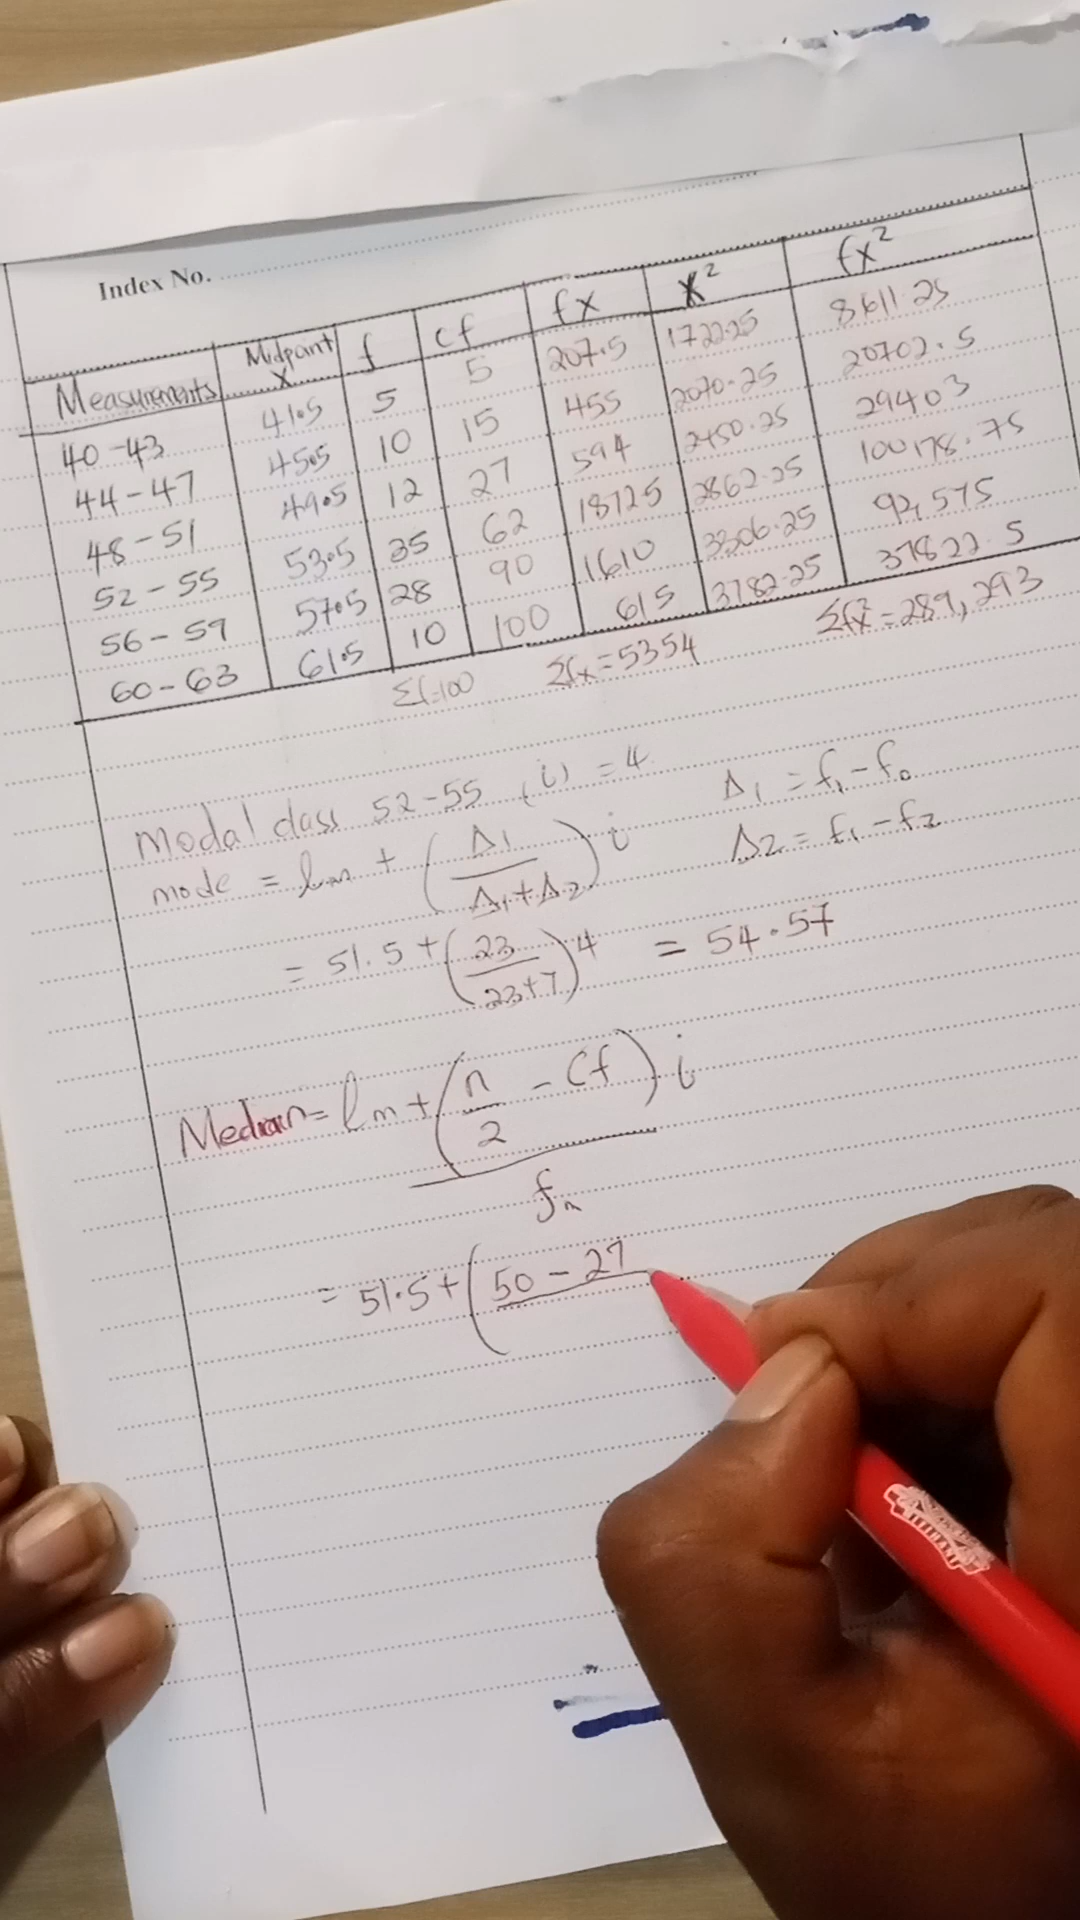 Index No.
Measurements Midpoint x f cf fx x² fx²
40-43 41.5 5 5 207.5 1722.25 8611.25
44-47 45.5 10 15 455 2070.25 20702.5
48-51 49.5 12 27 594 2450.25 29403
52-55 53.5 35 62 1872.5 2862.25 100178.75
56-59 57.5 28 90 1610 3306.25 92,575
60-63 61.5 10 100 615 3782.25 37822.5
Σf=100 Σfx=5354 Σfx²=289,293
Modal class 52-55, (i) = 4 Δ1 = f1 - f0
mode = lm + (Δ1/Δ1+Δ2) i Δ2 = f1 - f2
= 51.5 + (23/23+7) 4 = 54.57
Median = lm + (n/2 - Cf) i
fm
= 51.5 + (50 - 27